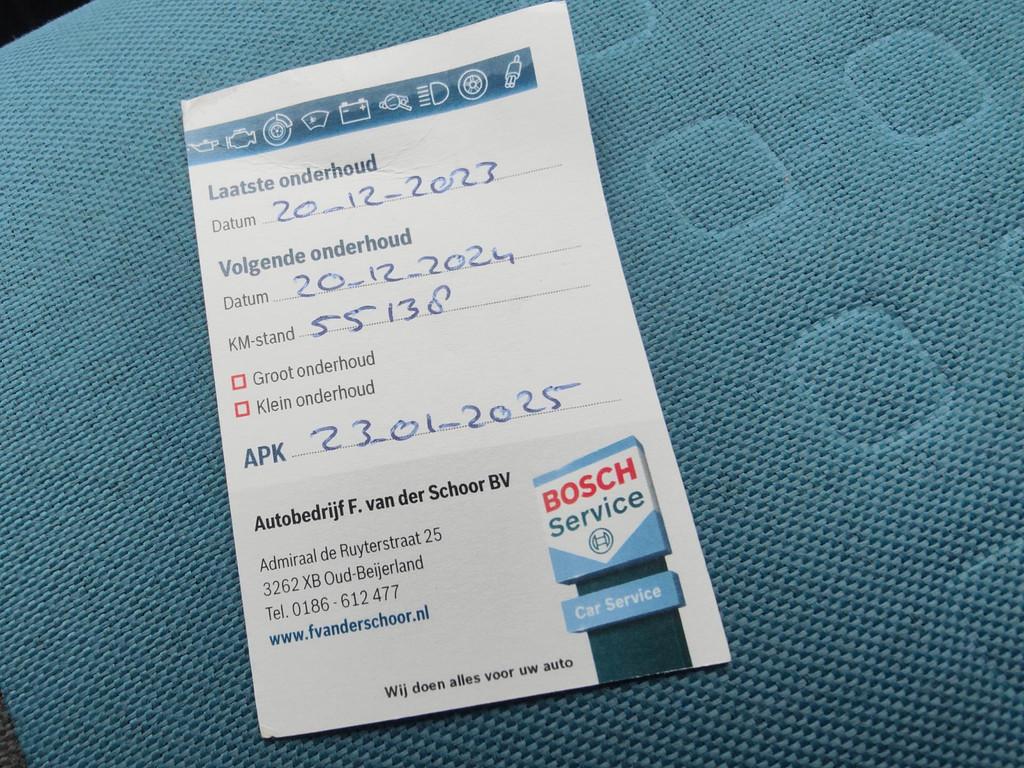 Laatste onderhoud
Datum 20-12-2023
Volgende onderhoud
Datum 20-12-2024
KM-stand 55138
Groot onderhoud
Klein onderhoud
APK 23-01-2025
Autobedrijf F. van der Schoor BV
Admiraal de Ruyterstraat 25
3262 XB Oud-Beijerland
Tel. 0186 - 612 477
www.fvanderschoor.nl
BOSCH
Service
Car Service
Wij doen alles voor uw auto